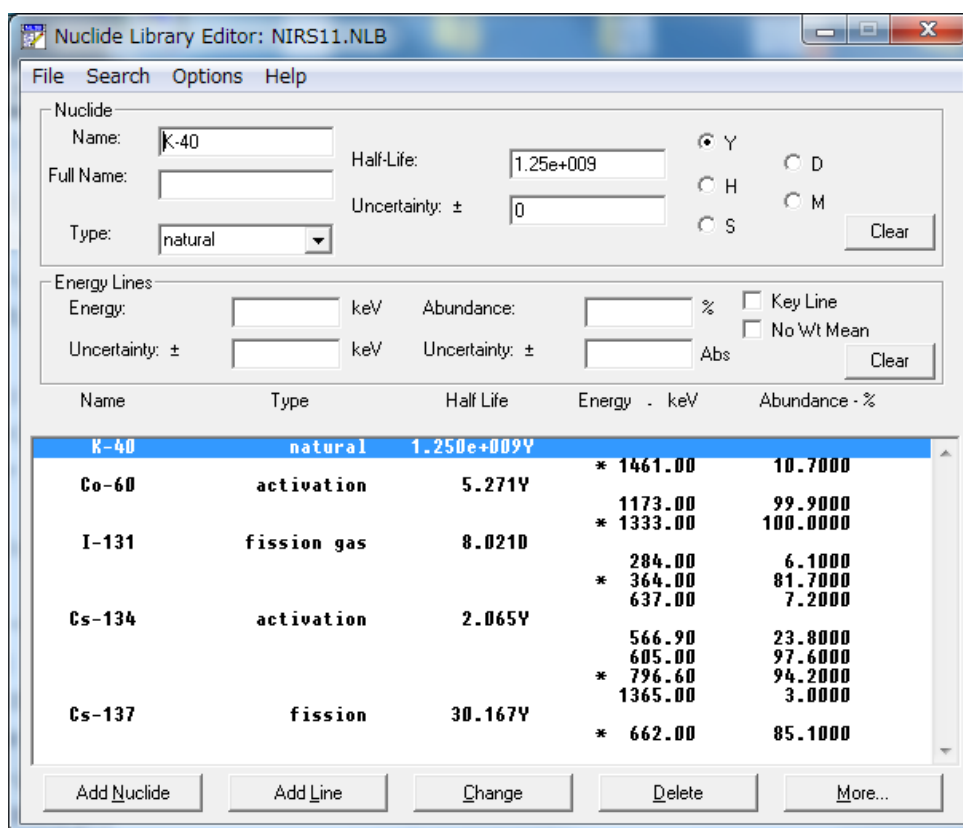 Nuclide Library Editor: NIRS11.NLB
File Search Options Help
Nuclide
Name: K-40
Full Name:
Type: natural
Half-Life: 1.25e+009
Uncertainty: ± 0
Y
D
H
M
S
Clear
Energy Lines
Energy: keV Abundance: % Key Line
No Wt Mean
Uncertainty: ± keV Uncertainty: ± Abs
Clear
Name Type Half Life Energy - keV Abundance - %
K-40 natural 1.250e+009Y
* 1461.00 10.7000
Co-60 activation 5.271Y
1173.00 99.9000
* 1333.00 100.0000
I-131 fission gas 8.021D
284.00 6.1000
* 364.00 81.7000
637.00 7.2000
Cs-134 activation 2.065Y
566.90 23.8000
605.00 97.6000
* 796.60 94.2000
1365.00 3.0000
Cs-137 fission 30.167Y
* 662.00 85.1000
Add Nuclide Add Line Change Delete More...